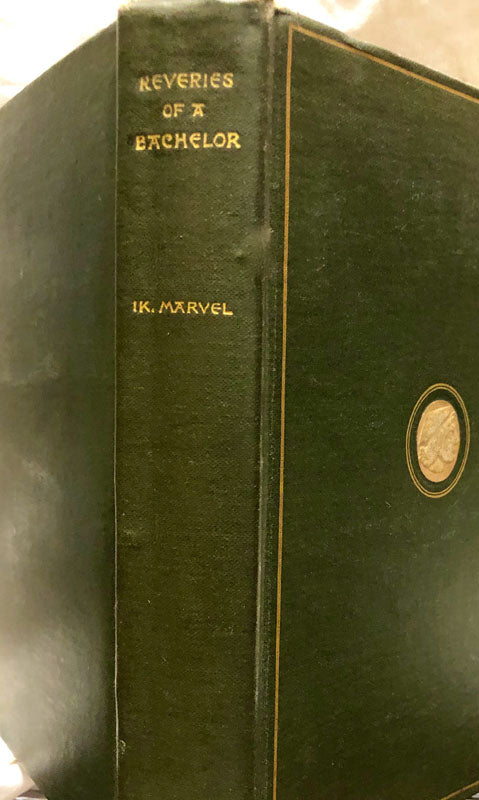 REVERIES
OF A
BACHELOR
IK. MARVEL